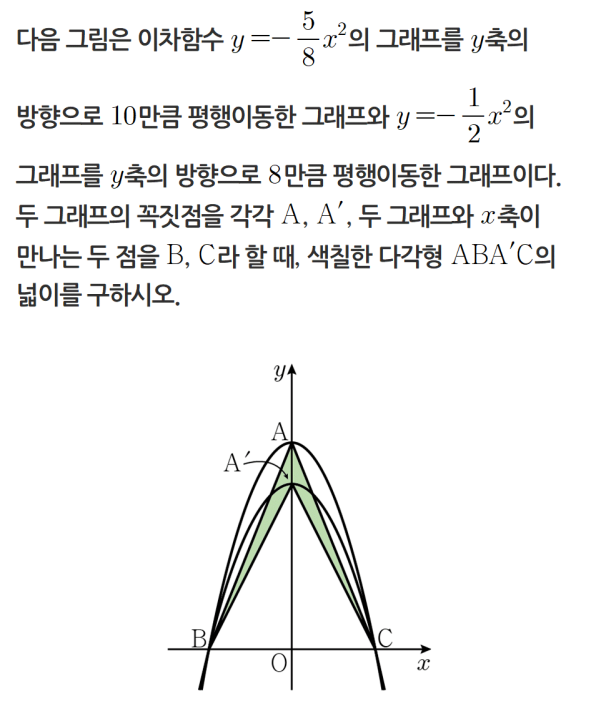 다음 그림은 이차함수 y=-5/8x²의 그래프를 y축의
방향으로 10만큼 평행이동한 그래프와 y=-1/2x²의
그래프를 y축의 방향으로 8만큼 평행이동한 그래프이다.
두 그래프의 꼭짓점을 각각 A, A′, 두 그래프와 x축이
만나는 두 점을 B, C라 할 때, 색칠한 다각형 ABA′C의
넓이를 구하시오.
y
A
A′
B
C
O
x